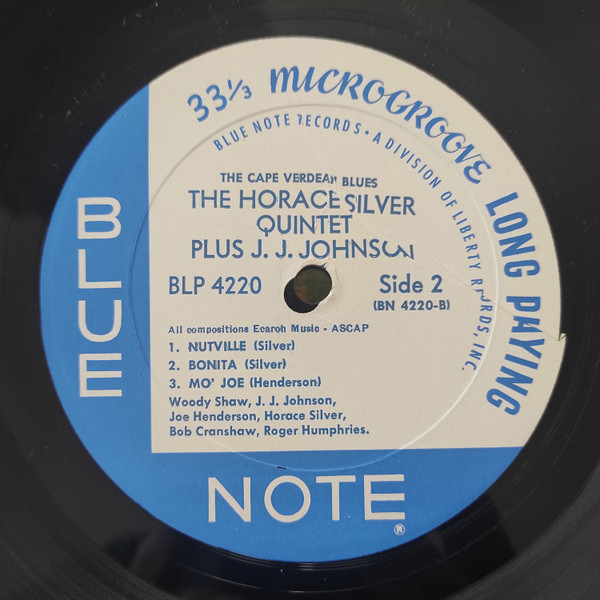 33⅓ MICROGROOVE LONG PAYING
BLUE NOTE RECORDS • A DIVISION OF LIBERTY RECORDS, INC.
THE CAPE VERDEAN BLUES
THE HORACE SILVER
QUINTET
PLUS J. J. JOHNSON
BLP 4220
Side 2
(BN 4220-B)
All compositions Ecaroh Music - ASCAP
1. NUTVILLE (Silver)
2. BONITA (Silver)
3. MO' JOE (Henderson)
Woody Shaw, J. J. Johnson,
Joe Henderson, Horace Silver,
Bob Cranshaw, Roger Humphries.
BLUE
NOTE®